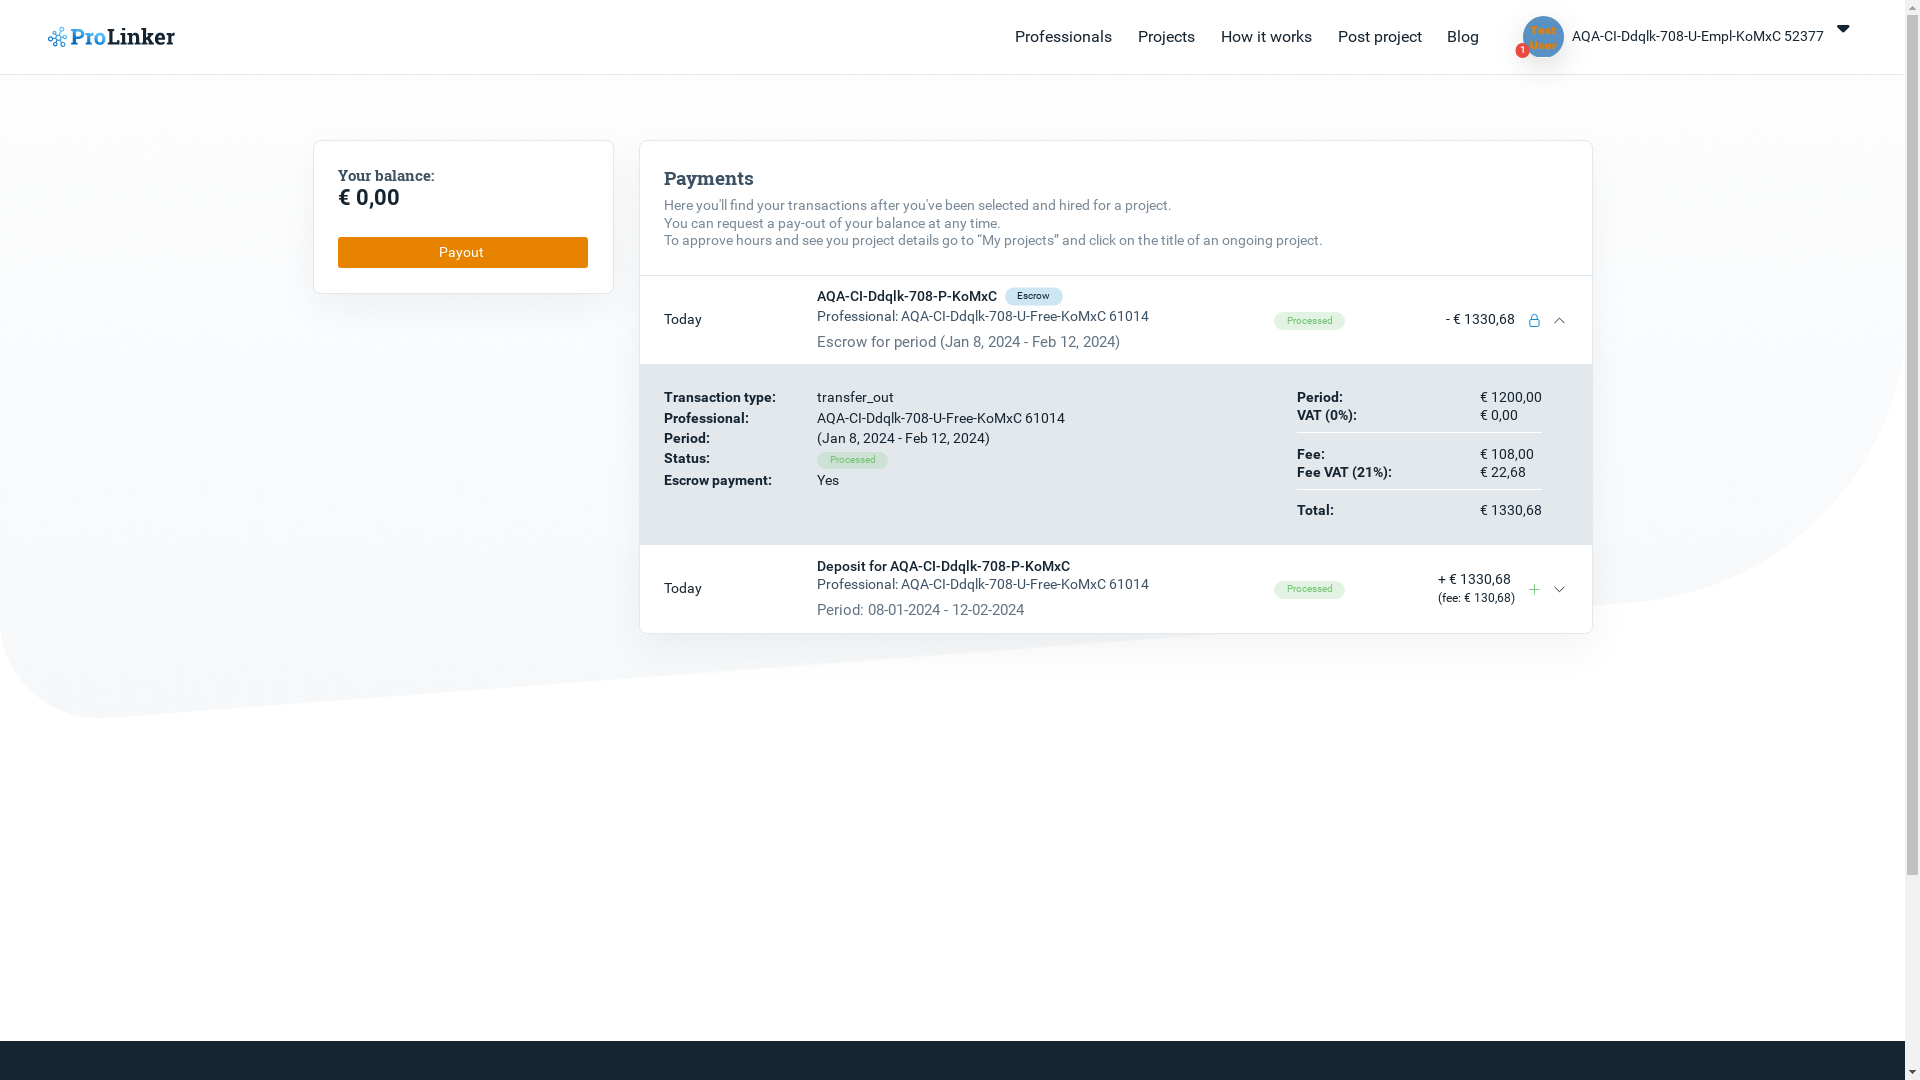 ProLinker
Professionals Projects How it works Post project Blog
Test User
1
AQA-CI-Ddqlk-708-U-Empl-KoMxC 52377
Your balance:
€ 0,00
Payout
Payments
Here you'll find your transactions after you've been selected and hired for a project.
You can request a pay-out of your balance at any time.
To approve hours and see you project details go to “My projects” and click on the title of an ongoing project.
Today
AQA-CI-Ddqlk-708-P-KoMxC Escrow
Professional: AQA-CI-Ddqlk-708-U-Free-KoMxC 61014
Escrow for period (Jan 8, 2024 - Feb 12, 2024)
Processed
- € 1330,68
Transaction type: transfer_out
Professional: AQA-CI-Ddqlk-708-U-Free-KoMxC 61014
Period: (Jan 8, 2024 - Feb 12, 2024)
Status: Processed
Escrow payment: Yes
Period: € 1200,00
VAT (0%): € 0,00
Fee: € 108,00
Fee VAT (21%): € 22,68
Total: € 1330,68
Today
Deposit for AQA-CI-Ddqlk-708-P-KoMxC
Professional: AQA-CI-Ddqlk-708-U-Free-KoMxC 61014
Period: 08-01-2024 - 12-02-2024
Processed
+ € 1330,68
(fee: € 130,68)